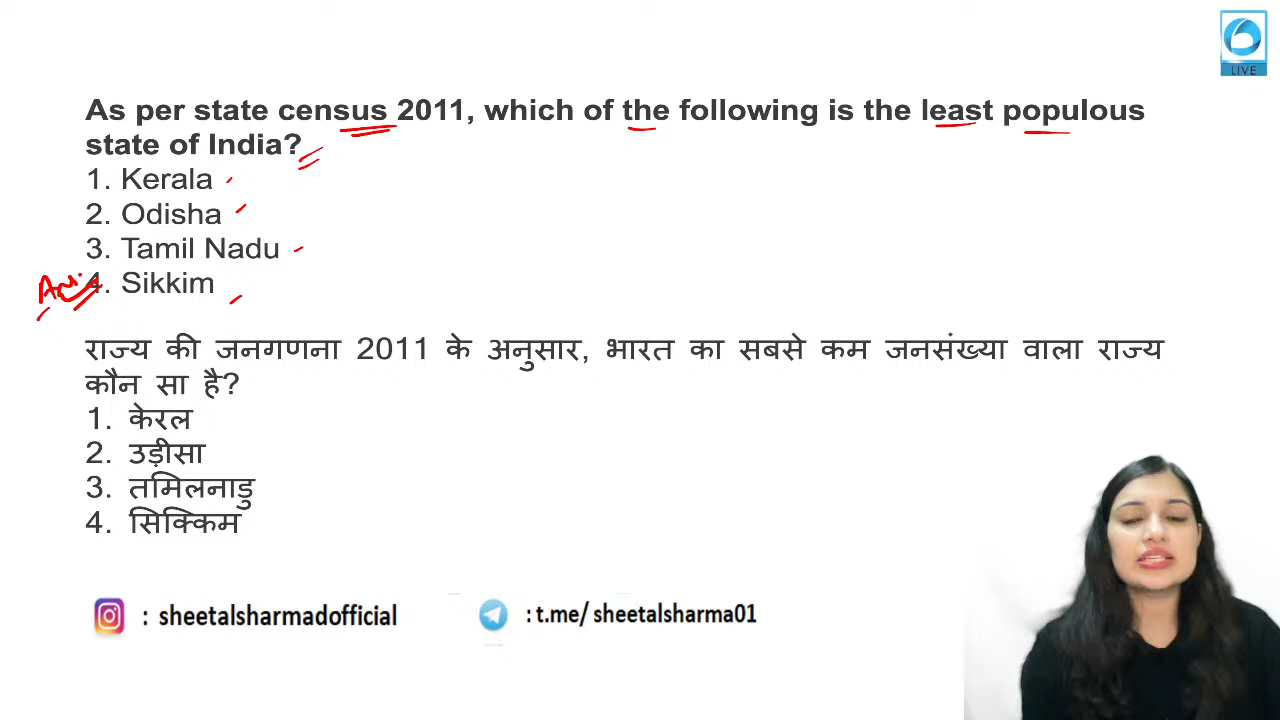 LIVE
As per state census 2011, which of the following is the least populous
state of India?
1. Kerala
2. Odisha
3. Tamil Nadu
Ans. 4. Sikkim
राज्य की जनगणना 2011 के अनुसार, भारत का सबसे कम जनसंख्या वाला राज्य
कौन सा है?
1. केरल
2. उड़ीसा
3. तमिलनाडु
4. सिक्किम
: sheetalsharmadofficial
: t.me/ sheetalsharma01